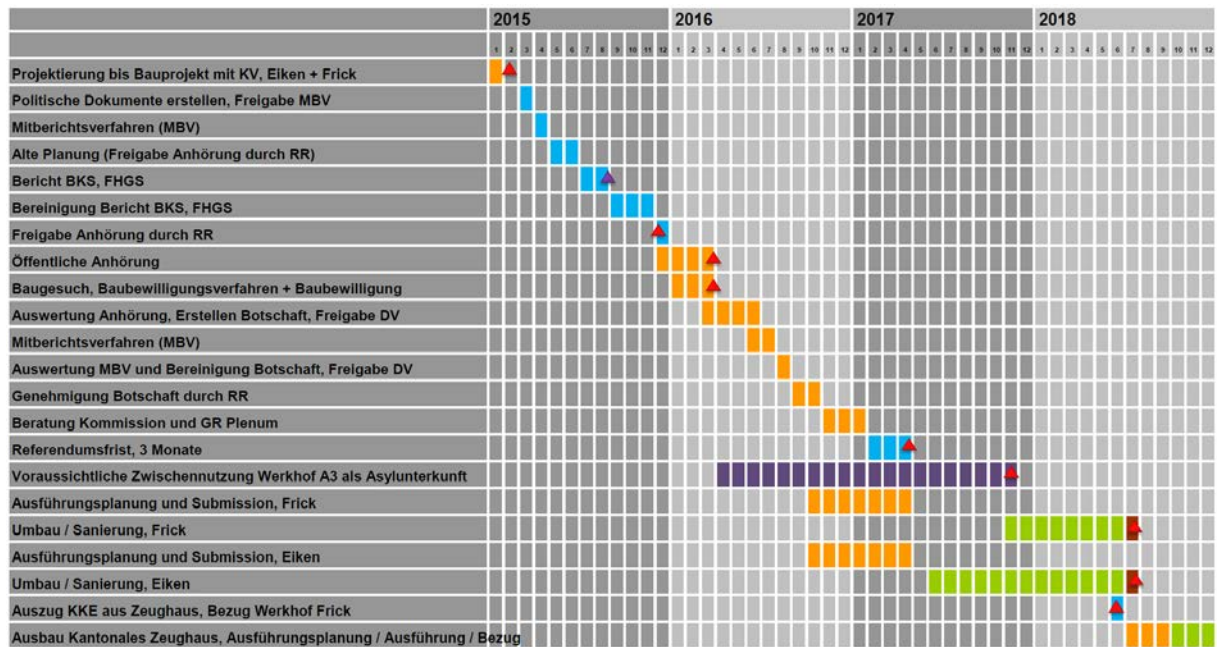 2015 2016 2017 2018
1 2 3 4 5 6 7 8 9 10 11 12 1 2 3 4 5 6 7 8 9 10 11 12 1 2 3 4 5 6 7 8 9 10 11 12 1 2 3 4 5 6 7 8 9 10 11 12
Projektierung bis Bauprojekt mit KV, Eiken + Frick
Politische Dokumente erstellen, Freigabe MBV
Mitberichtsverfahren (MBV)
Alte Planung (Freigabe Anhörung durch RR)
Bericht BKS, FHGS
Bereinigung Bericht BKS, FHGS
Freigabe Anhörung durch RR
Öffentliche Anhörung
Baugesuch, Baubewilligungsverfahren + Baubewilligung
Auswertung Anhörung, Erstellen Botschaft, Freigabe DV
Mitberichtsverfahren (MBV)
Auswertung MBV und Bereinigung Botschaft, Freigabe DV
Genehmigung Botschaft durch RR
Beratung Kommission und GR Plenum
Referendumsfrist, 3 Monate
Voraussichtliche Zwischennutzung Werkhof A3 als Asylunterkunft
Ausführungsplanung und Submission, Frick
Umbau / Sanierung, Frick
Ausführungsplanung und Submission, Eiken
Umbau / Sanierung, Eiken
Auszug KKE aus Zeughaus, Bezug Werkhof Frick
Ausbau Kantonales Zeughaus, Ausführungsplanung / Ausführung / Bezug